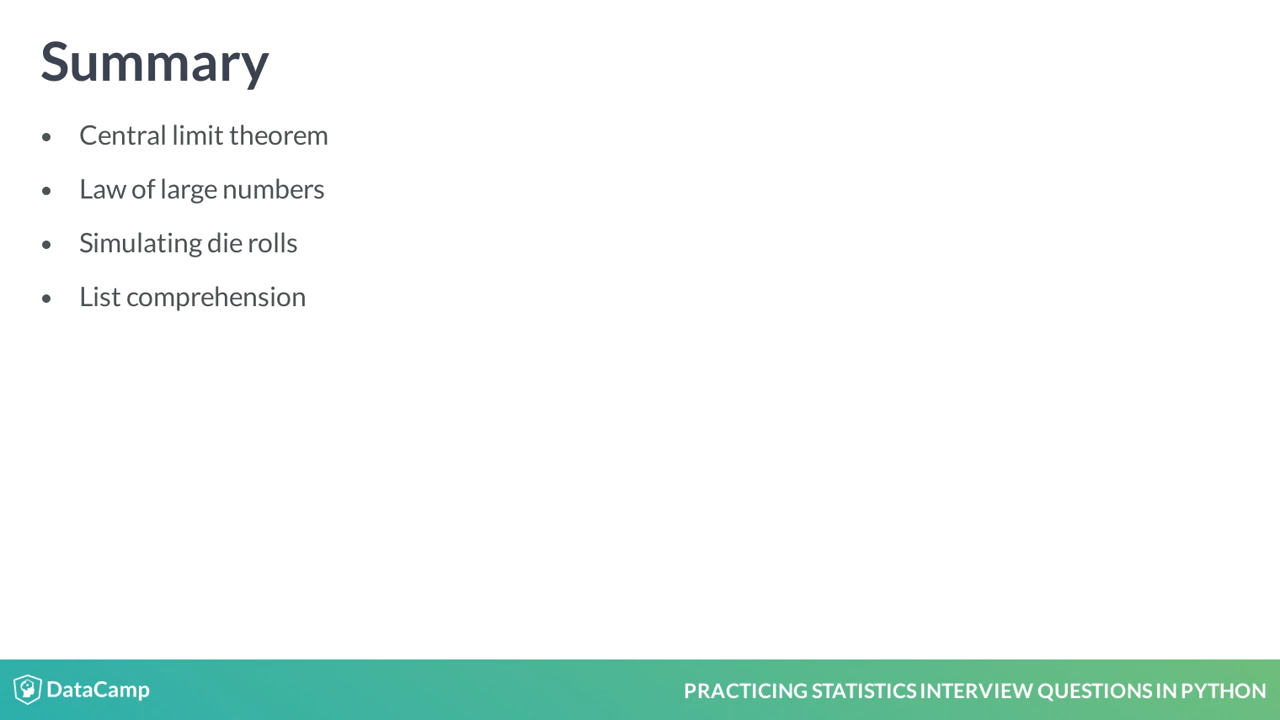 Summary
• Central limit theorem
• Law of large numbers
• Simulating die rolls
• List comprehension
DataCamp
PRACTICING STATISTICS INTERVIEW QUESTIONS IN PYTHON